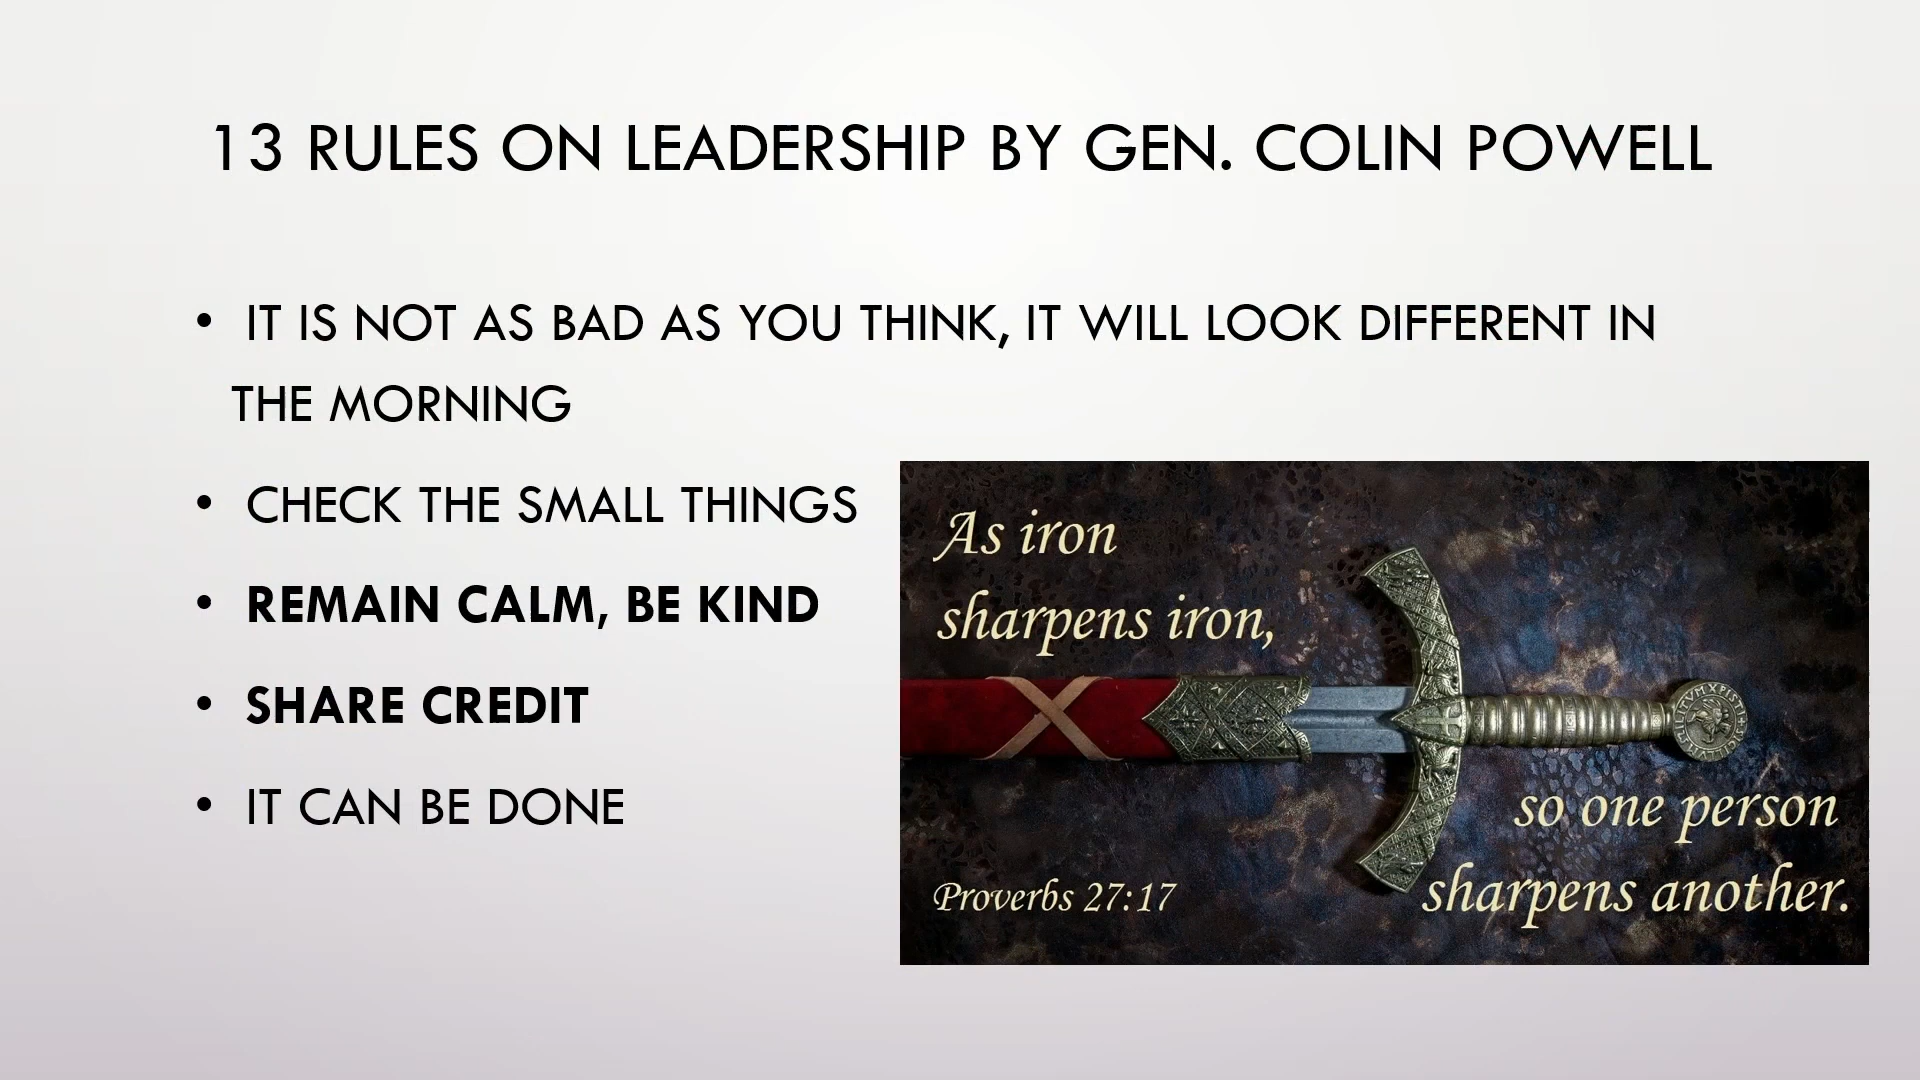 13 RULES ON LEADERSHIP BY GEN. COLIN POWELL
• IT IS NOT AS BAD AS YOU THINK, IT WILL LOOK DIFFERENT IN
THE MORNING
• CHECK THE SMALL THINGS
• REMAIN CALM, BE KIND
• SHARE CREDIT
• IT CAN BE DONE
As iron
sharpens iron,
so one person
sharpens another.
Proverbs 27:17